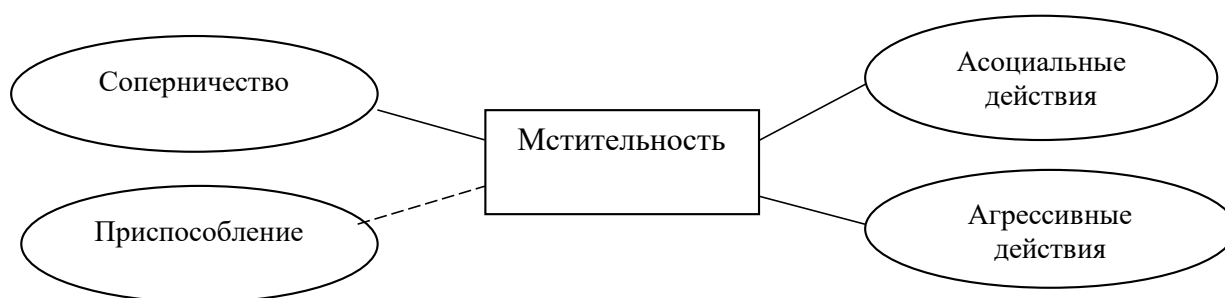 Соперничество
Приспособление
Мстительность
Асоциальные
действия
Агрессивные
действия